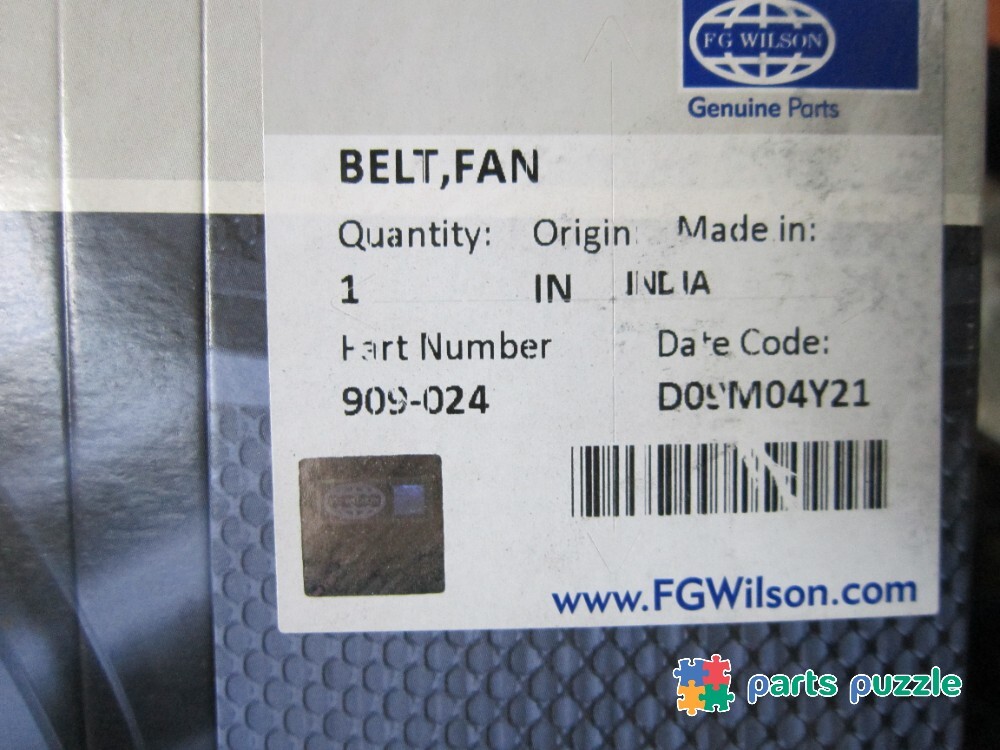 FG WILSON
Genuine Parts
BELT,FAN
Quantity: Origin: Made in:
1 IN INDIA
Part Number Date Code:
909-024 D09M04Y21
www.FGWilson.com
parts puzzle